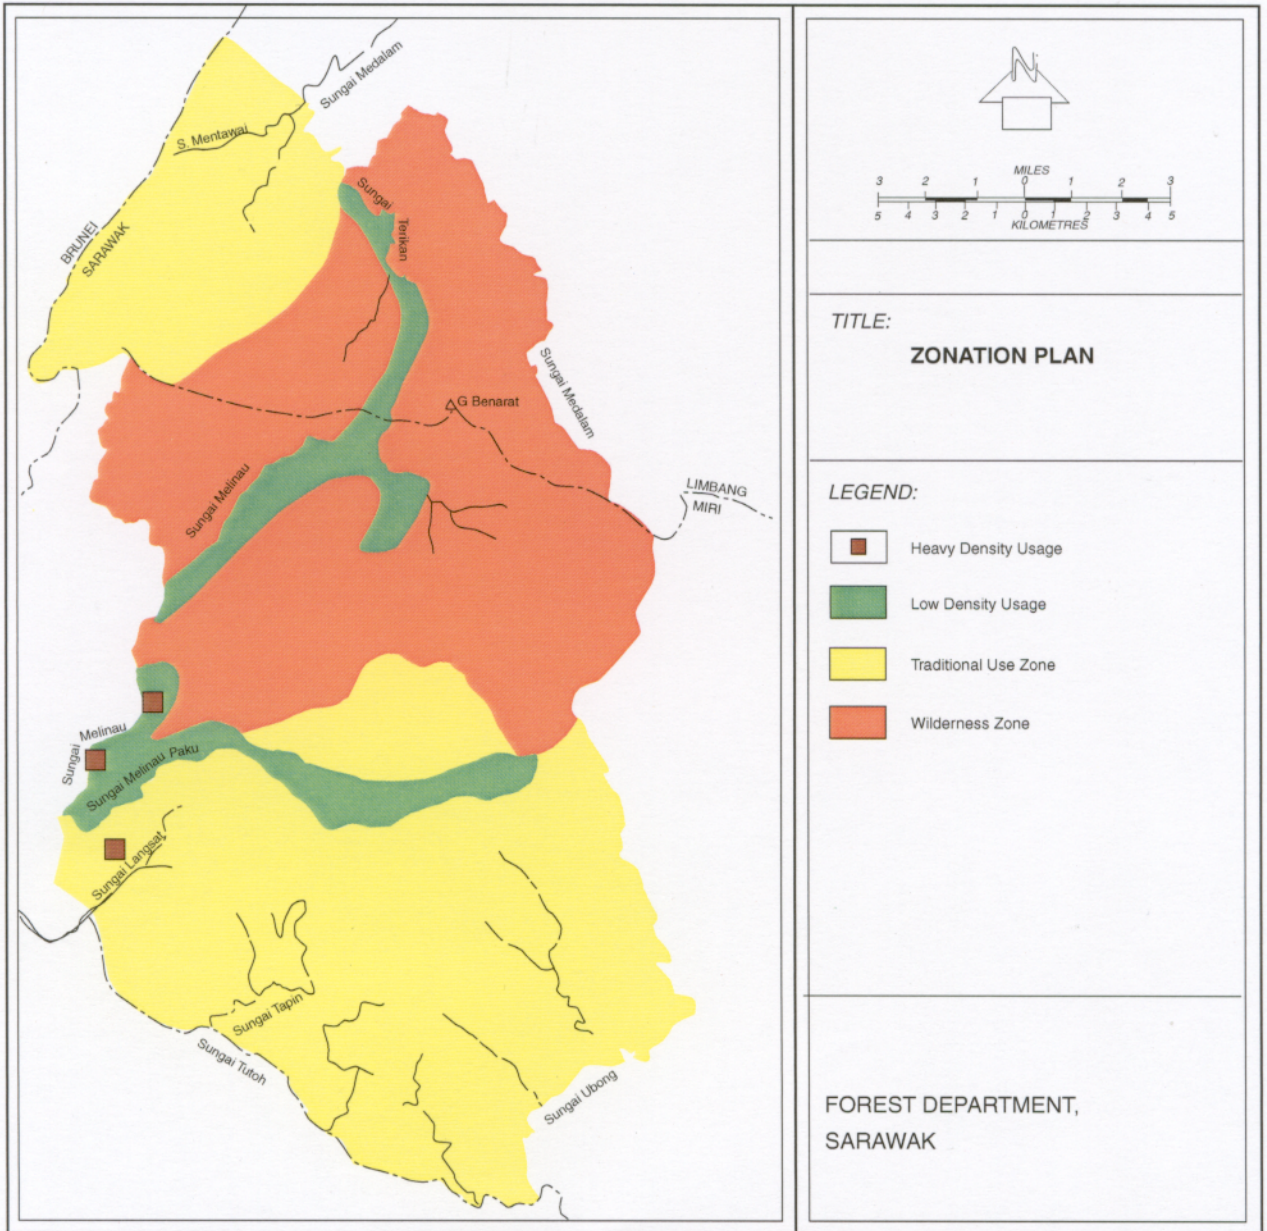 Sungai Medalam
S. Mentawai
BRUNEI
SARAWAK
Sungai
Terikan
Sungai Medalam
G Benarat
Sungai Melinau
LIMBANG
MIRI
Sungai Melinau
Sungai Melinau Paku
Sungai Langsat
Sungai Tapin
Sungai Tutoh
Sungai Ubong
N
MILES
3 2 1 0 1 2 3
5 4 3 2 1 0 1 2 3 4 5
KILOMETRES
TITLE:
ZONATION PLAN
LEGEND:
Heavy Density Usage
Low Density Usage
Traditional Use Zone
Wilderness Zone
FOREST DEPARTMENT,
SARAWAK